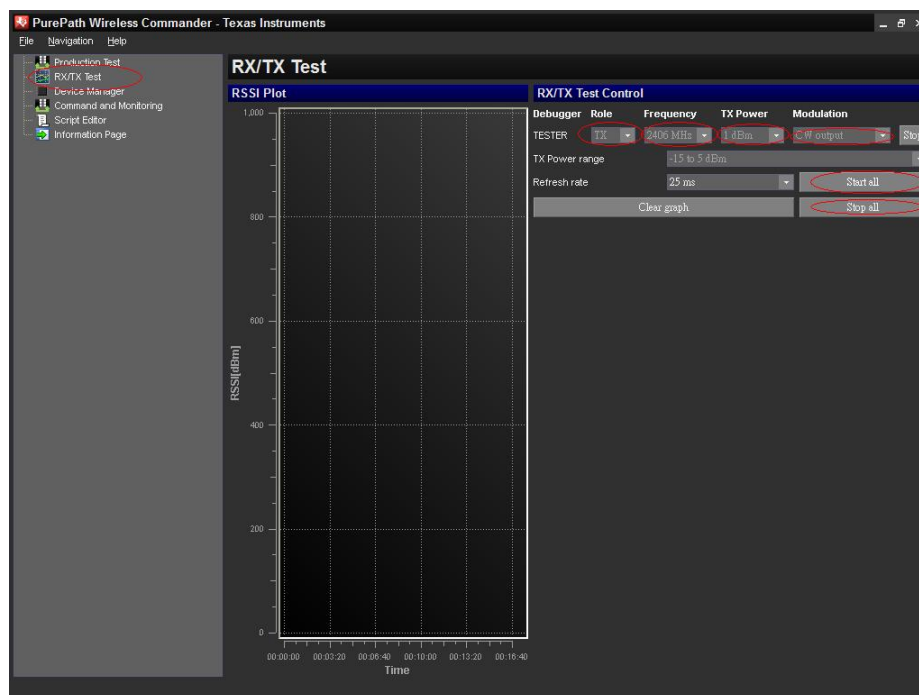 PurePath Wireless Commander - Texas Instruments
File Navigation Help
Production Test
RX/TX Test
Device Manager
Command and Monitoring
Script Editor
Information Page
RX/TX Test
RSSI Plot
1,000
800
600
400
200
0
RSSI[dBm]
00:00:00 00:03:20 00:06:40 00:10:00 00:13:20 00:16:40
Time
RX/TX Test Control
Debugger Role Frequency TX Power Modulation
TESTER TX 2406 MHz 1 dBm CW output Stop
TX Power range -15 to 5 dBm
Refresh rate 25 ms Start all
Clear graph Stop all